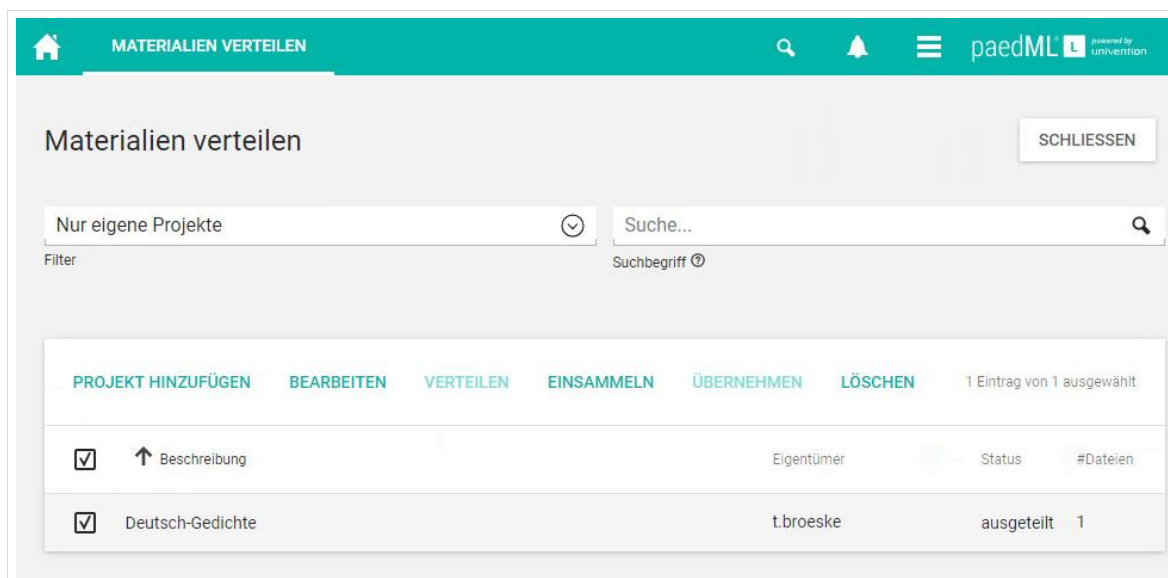 MATERIALIEN VERTEILEN
paedML® L powered by univention
Materialien verteilen
SCHLIESSEN
Nur eigene Projekte
Suche...
Filter
Suchbegriff
PROJEKT HINZUFÜGEN BEARBEITEN VERTEILEN EINSAMMELN ÜBERNEHMEN LÖSCHEN 1 Eintrag von 1 ausgewählt
Beschreibung Eigentümer Status #Dateien
Deutsch-Gedichte t.broeske ausgeteilt 1